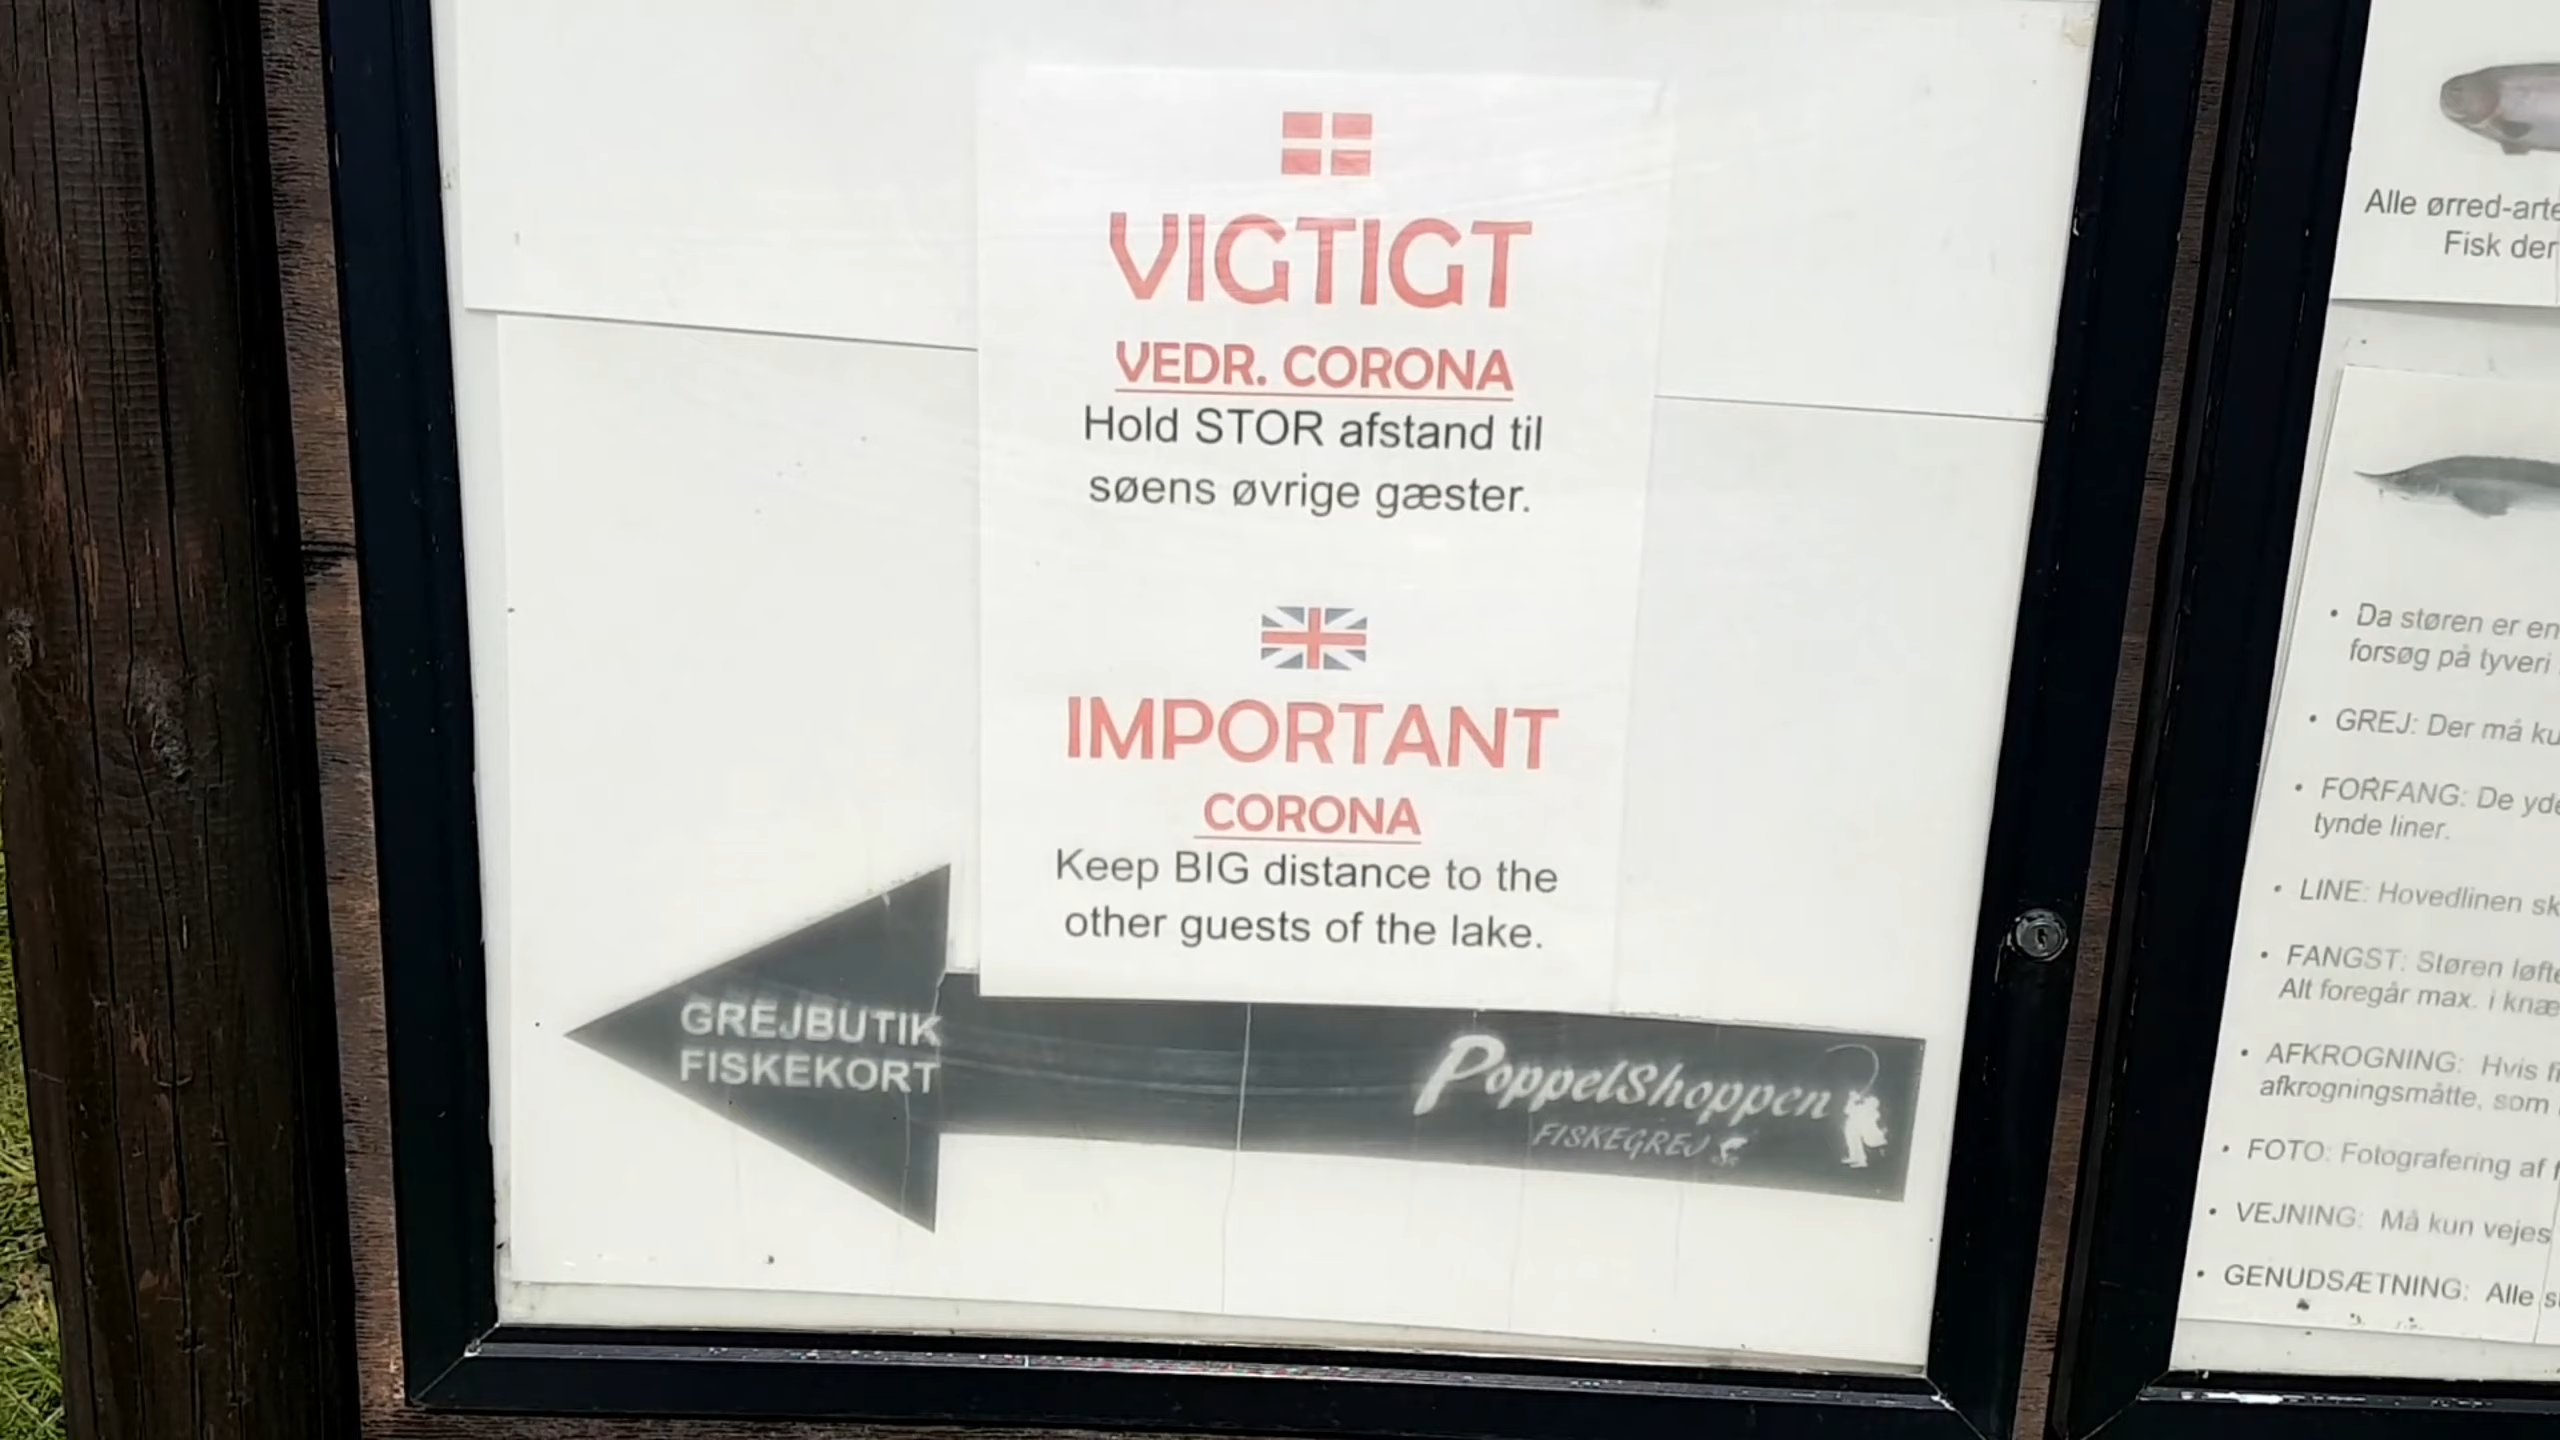 VIGTIGT
VEDR. CORONA
Hold STOR afstand til
søens øvrige gæster.
IMPORTANT
CORONA
Keep BIG distance to the
other guests of the lake.
GREJBUTIK
FISKEKORT
PoppelShoppen
FISKEGREJ
Alle ørred-arte
Fisk der
• Da støren er en
forsøg på tyveri
• GREJ: Der må ku
• FORFANG: De yde
tynde liner.
• LINE: Hovedlinen sk
• FANGST: Støren løfte
Alt foregår max. i knæ
• AFKROGNING: Hvis f
afkrogningsmåtte, som
• FOTO: Fotografering af f
• VEJNING: Må kun vejes
• GENUDSÆTNING: Alle s